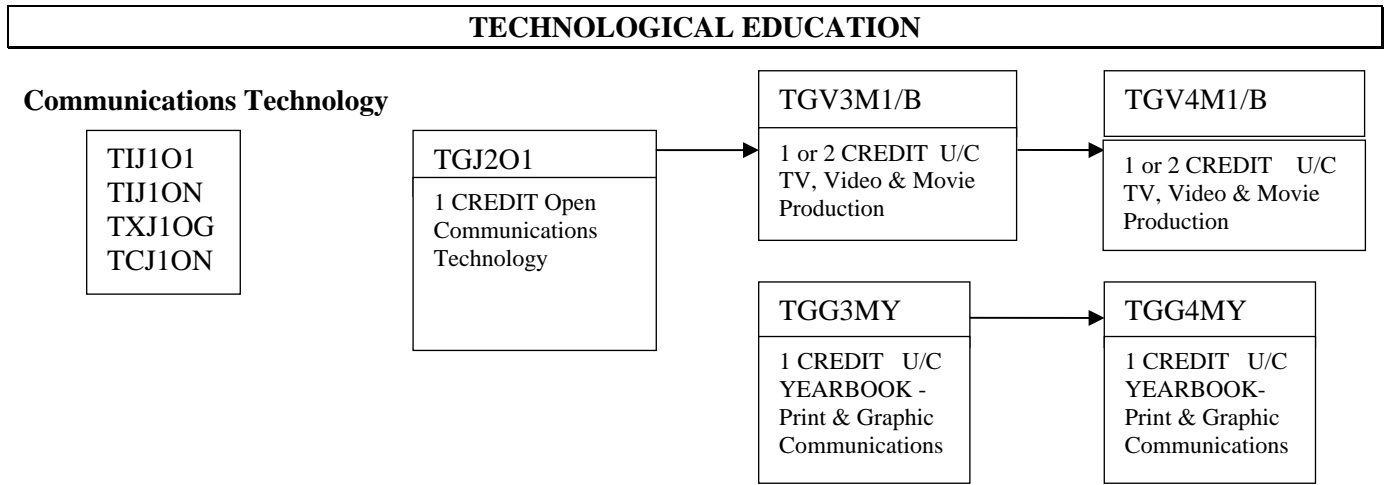 TECHNOLOGICAL EDUCATION
Communications Technology
TIJ1O1
TIJ1ON
TXJ1OG
TCJ1ON
TGJ2O1
1 CREDIT Open
Communications
Technology
TGV3M1/B
1 or 2 CREDIT U/C
TV, Video & Movie
Production
TGV4M1/B
1 or 2 CREDIT U/C
TV, Video & Movie
Production
TGG3MY
1 CREDIT U/C
YEARBOOK -
Print & Graphic
Communications
TGG4MY
1 CREDIT U/C
YEARBOOK-
Print & Graphic
Communications